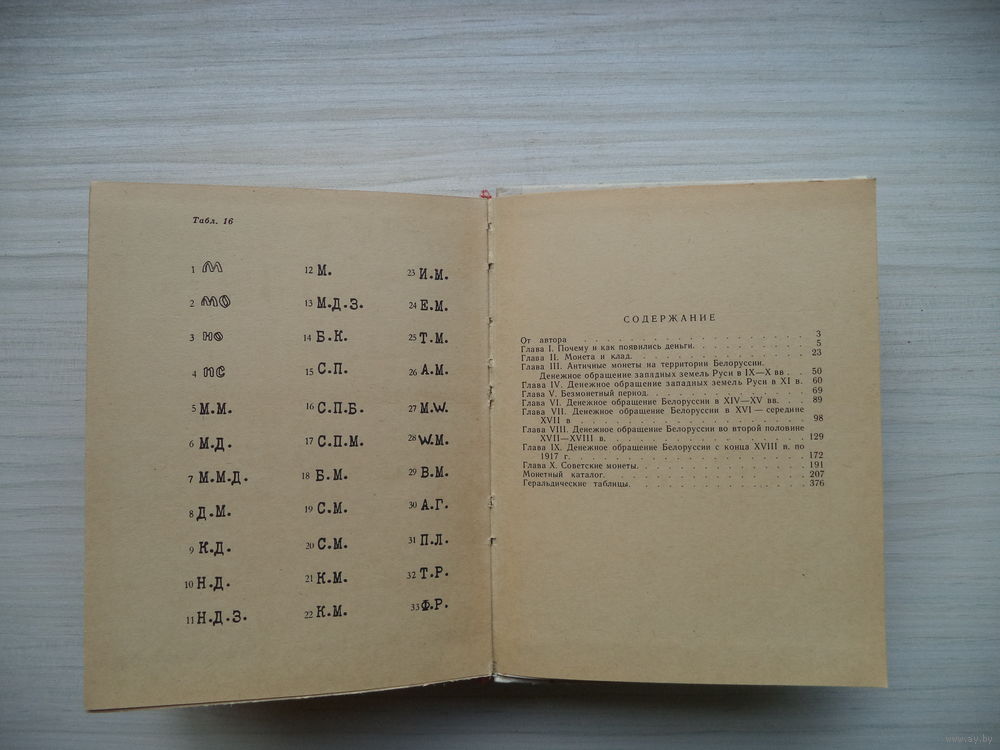 Табл. 16
1 М
2 МО
3 НО
4 ПС
5 М.М.
6 М.Д.
7 М.М.Д.
8 Д.М.
9 К.Д.
10 Н.Д.
11 Н.Д.З.
12 М.
13 М.Д.З.
14 Б.К.
15 С.П.
16 С.П.Б.
17 С.П.М.
18 Б.М.
19 С.М.
20 С.М.
21 К.М.
22 К.М.
23 И.М.
24 Е.М.
25 Т.М.
26 А.М.
27 M.W.
28 W.M.
29 В.М.
30 А.Г.
31 П.Л.
32 Т.Р.
33 Ф.Р.
СОДЕРЖАНИЕ
От автора . . . . . . . . . . . . . . . . 3
Глава I. Почему и как появились деньги. . . . . . . . 5
Глава II. Монета и клад. . . . . . . . . . . . 23
Глава III. Античные монеты на территории Белоруссии.
Денежное обращение западных земель Руси в IX—X вв . . 50
Глава IV. Денежное обращение западных земель Руси в XI в. 60
Глава V. Безмонетный период. . . . . . . . . . . 69
Глава VI. Денежное обращение Белоруссии в XIV—XV вв. . . 89
Глава VII. Денежное обращение Белоруссии в XVI — середине
XVII в . . . . . . . . . . . . . . . . 98
Глава VIII. Денежное обращение Белоруссии во второй половине
XVII—XVIII в. . . . . . . . . . . . . . . 129
Глава IX. Денежное обращение Белоруссии с конца XVIII в. по
1917 г. . . . . . . . . . . . . . . . . 172
Глава X. Советские монеты. . . . . . . . . . . . 191
Монетный каталог. . . . . . . . . . . . . . 207
Геральдические таблицы. . . . . . . . . . . . 376
www.ay.by